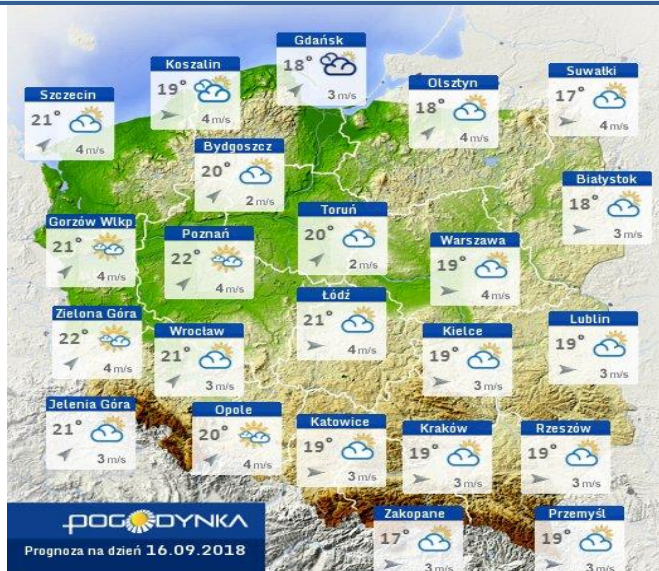 Gdańsk
18°
3 m/s
Koszalin
19°
4 m/s
Suwałki
17°
4 m/s
Olsztyn
18°
4 m/s
Szczecin
21°
4 m/s
Bydgoszcz
20°
2 m/s
Białystok
18°
3 m/s
Toruń
20°
2 m/s
Gorzów Wlkp.
21°
4 m/s
Poznań
22°
4 m/s
Warszawa
19°
4 m/s
Łódź
21°
4 m/s
Zielona Góra
22°
4 m/s
Wrocław
21°
3 m/s
Kielce
19°
3 m/s
Lublin
19°
3 m/s
Jelenia Góra
21°
3 m/s
Opole
20°
4 m/s
Katowice
19°
3 m/s
Kraków
19°
3 m/s
Rzeszów
19°
3 m/s
Zakopane
17°
3 m/s
Przemyśl
19°
3 m/s
POGODYNKA
Prognoza na dzień 16.09.2018